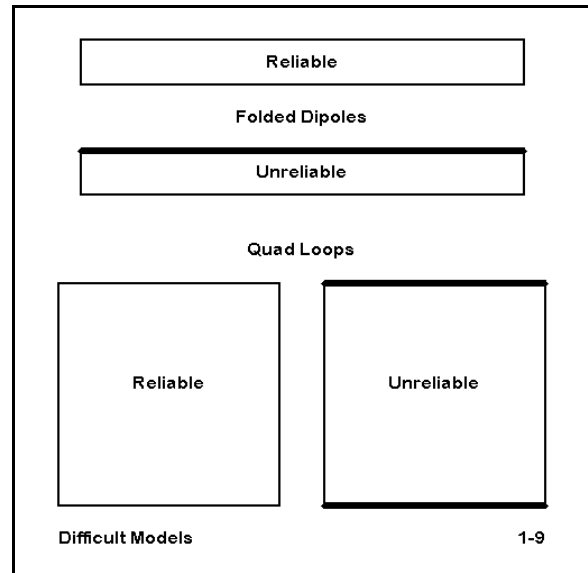 Reliable
Folded Dipoles
Unreliable
Quad Loops
Reliable Unreliable
Difficult Models 1-9